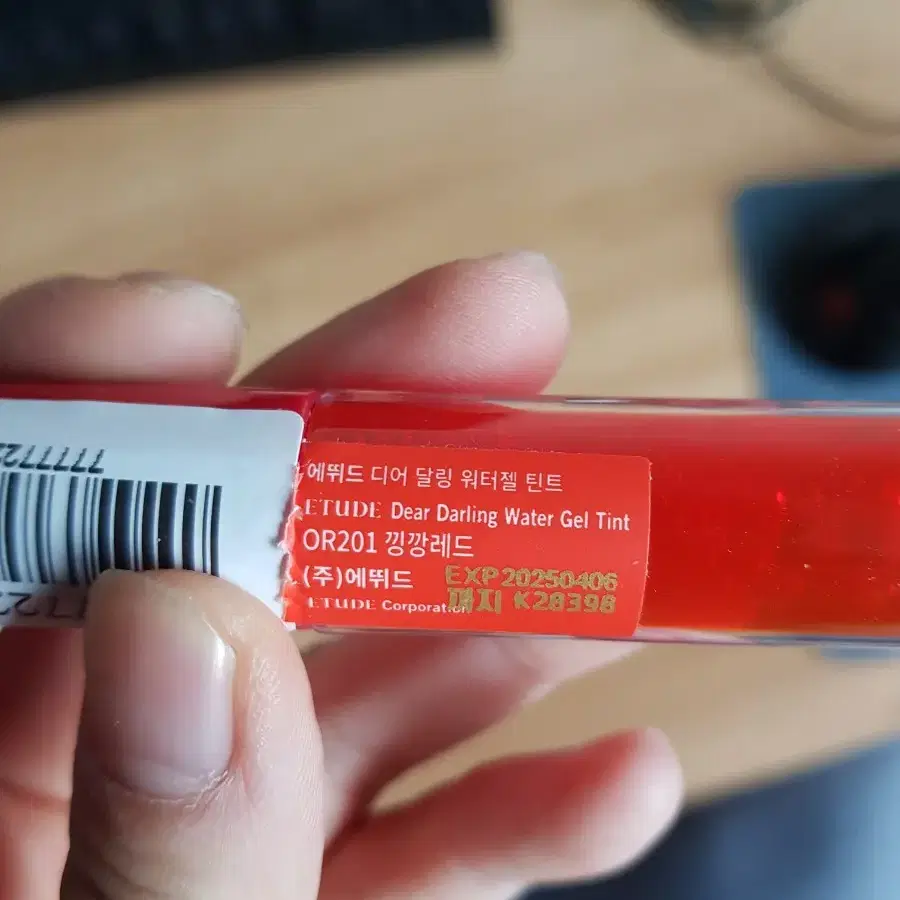 에뛰드 디어 달링 워터젤 틴트
ETUDE Dear Darling Water Gel Tint
OR201 낑깡레드
(주)에뛰드
ETUDE Corporation
EXP 20250406
까지 K28398